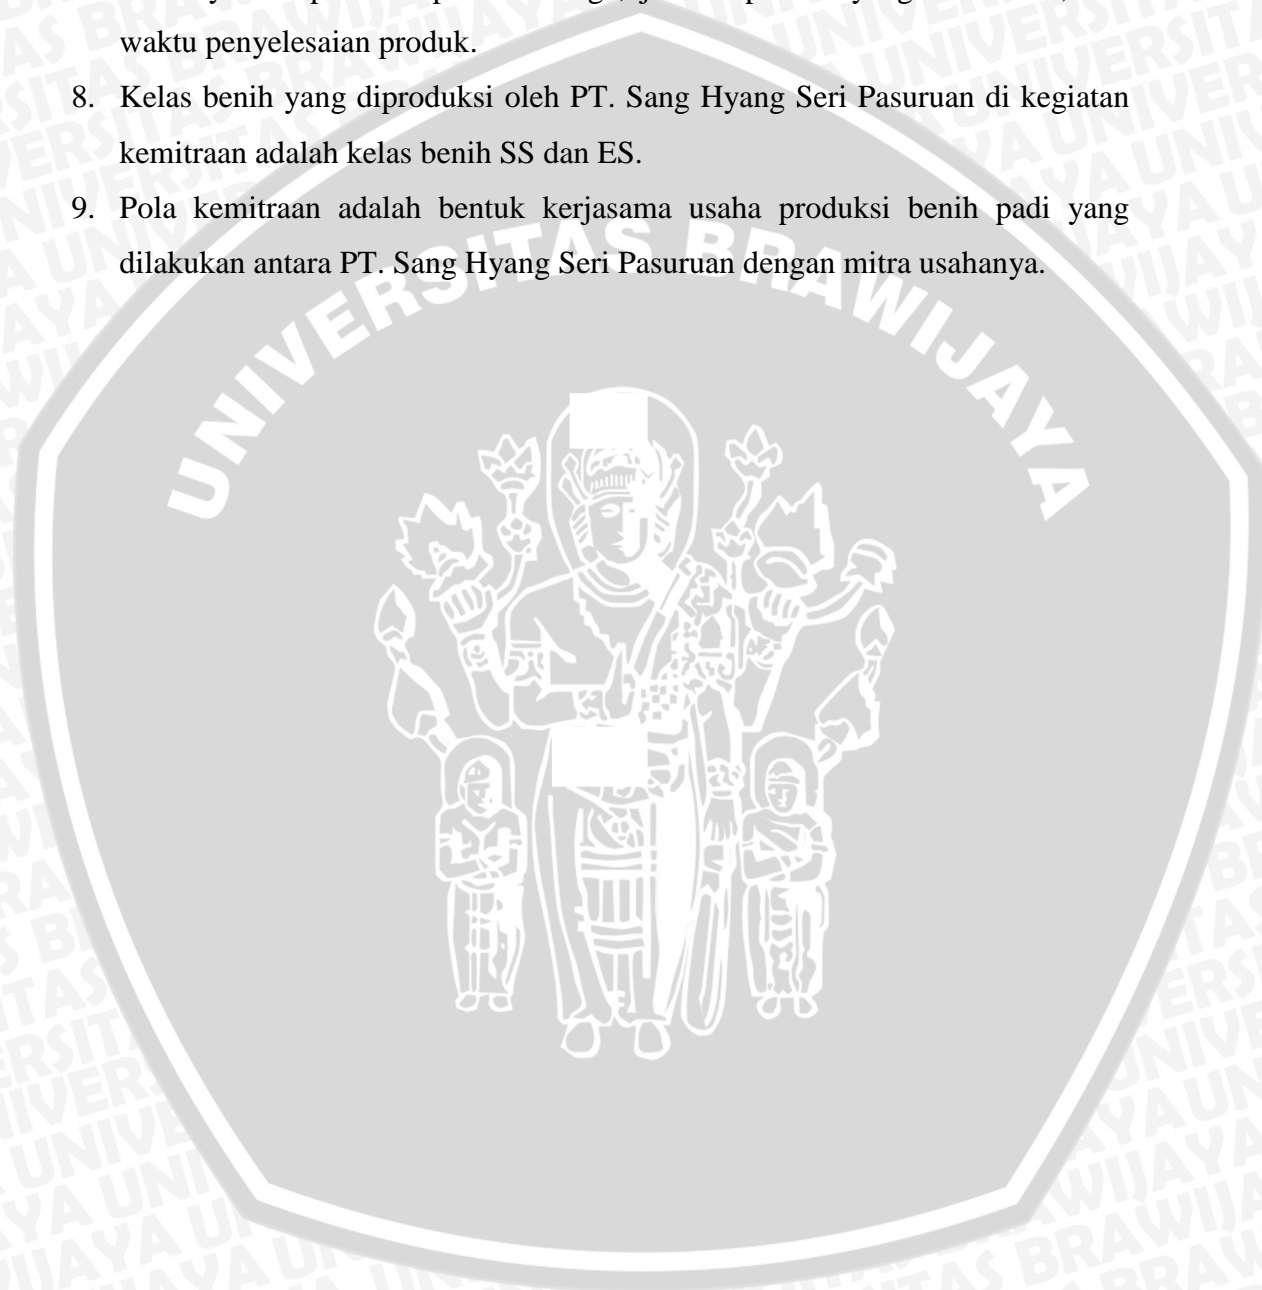 waktu penyelesaian produk.
8. Kelas benih yang diproduksi oleh PT. Sang Hyang Seri Pasuruan di kegiatan
kemitraan adalah kelas benih SS dan ES.
9. Pola kemitraan adalah bentuk kerjasama usaha produksi benih padi yang
dilakukan antara PT. Sang Hyang Seri Pasuruan dengan mitra usahanya.
UNIVERSITAS BRAWIJAYA